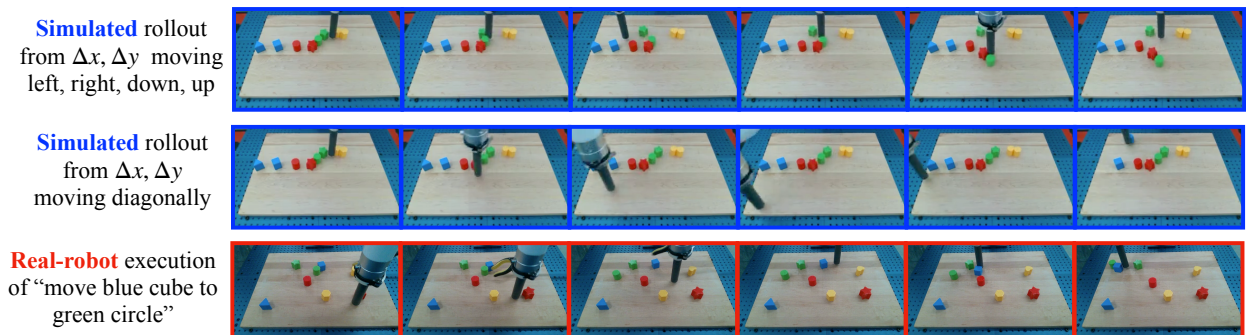 Simulated rollout
from Δx, Δy moving
left, right, down, up
Simulated rollout
from Δx, Δy
moving diagonally
Real-robot execution
of “move blue cube to
green circle”